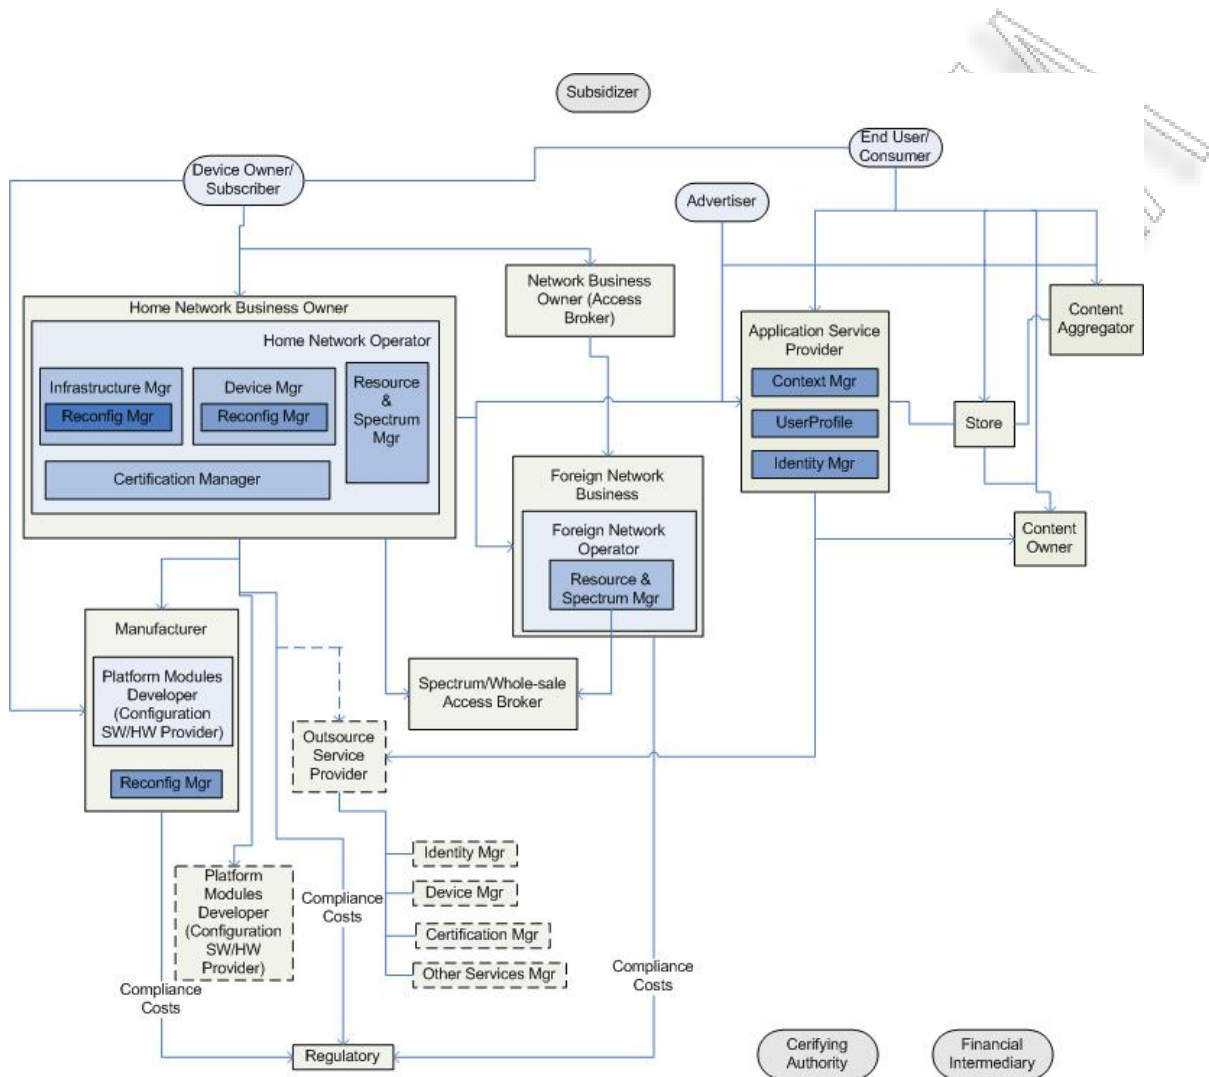 Subsidizer
End User/
Consumer
Device Owner/
Subscriber
Advertiser
Network Business
Owner (Access
Broker)
Home Network Business Owner
Home Network Operator
Infrastructure Mgr
Reconfig Mgr
Device Mgr
Reconfig Mgr
Resource
&
Spectrum
Mgr
Certification Manager
Application Service
Provider
Context Mgr
UserProfile
Identity Mgr
Content
Aggregator
Store
Content
Owner
Foreign Network
Business
Foreign Network
Operator
Resource &
Spectrum Mgr
Manufacturer
Platform Modules
Developer
(Configuration
SW/HW Provider)
Reconfig Mgr
Spectrum/Whole-sale
Access Broker
Outsource
Service
Provider
Identity Mgr
Device Mgr
Certification Mgr
Other Services Mgr
Platform
Modules
Developer
(Configuration
SW/HW
Provider)
Compliance
Costs
Compliance
Costs
Compliance
Costs
Regulatory
Cerifying
Authority
Financial
Intermediary